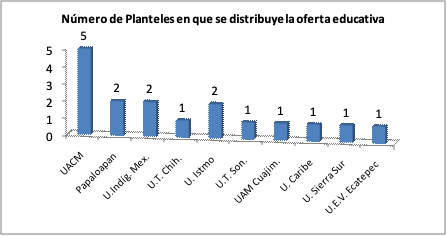 Número de Planteles en que se distribuye la oferta educativa
5
2
2
1
2
1
1
1
1
1
5
4
3
2
1
0
UACM
Papaloapan
U.Indíg. Mex.
U.T. Chih.
U. Istmo
U.T. Son.
UAM Cuajim.
U. Caribe
U. Sierra Sur
U.E.V. Ecatepec